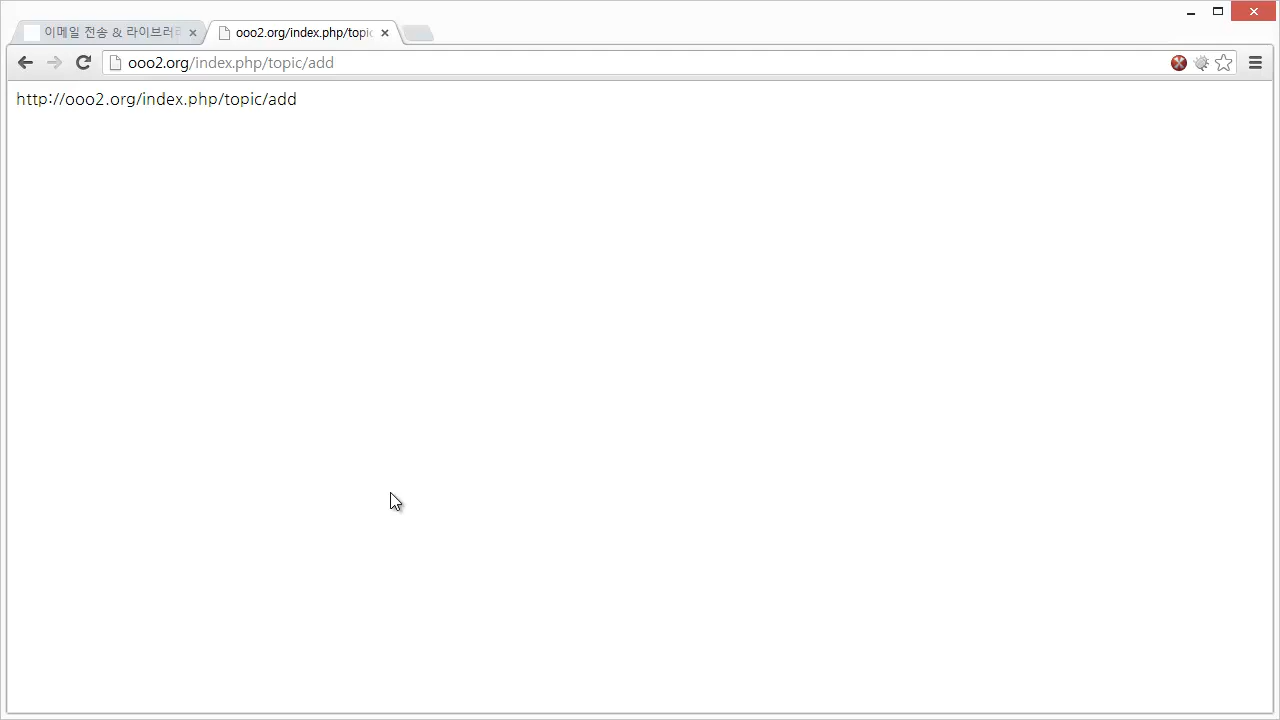 이메일 전송 & 라이브러
ooo2.org/index.php/topic
ooo2.org/index.php/topic/add
http://ooo2.org/index.php/topic/add